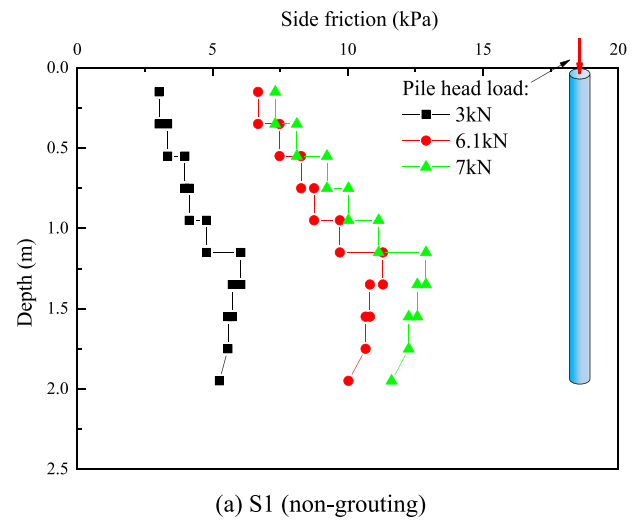 Side friction (kPa)
0 5 10 15 20
0.0
0.5
1.0
1.5
2.0
2.5
Depth (m)
Pile head load:
3kN
6.1kN
7kN
(a) S1 (non-grouting)